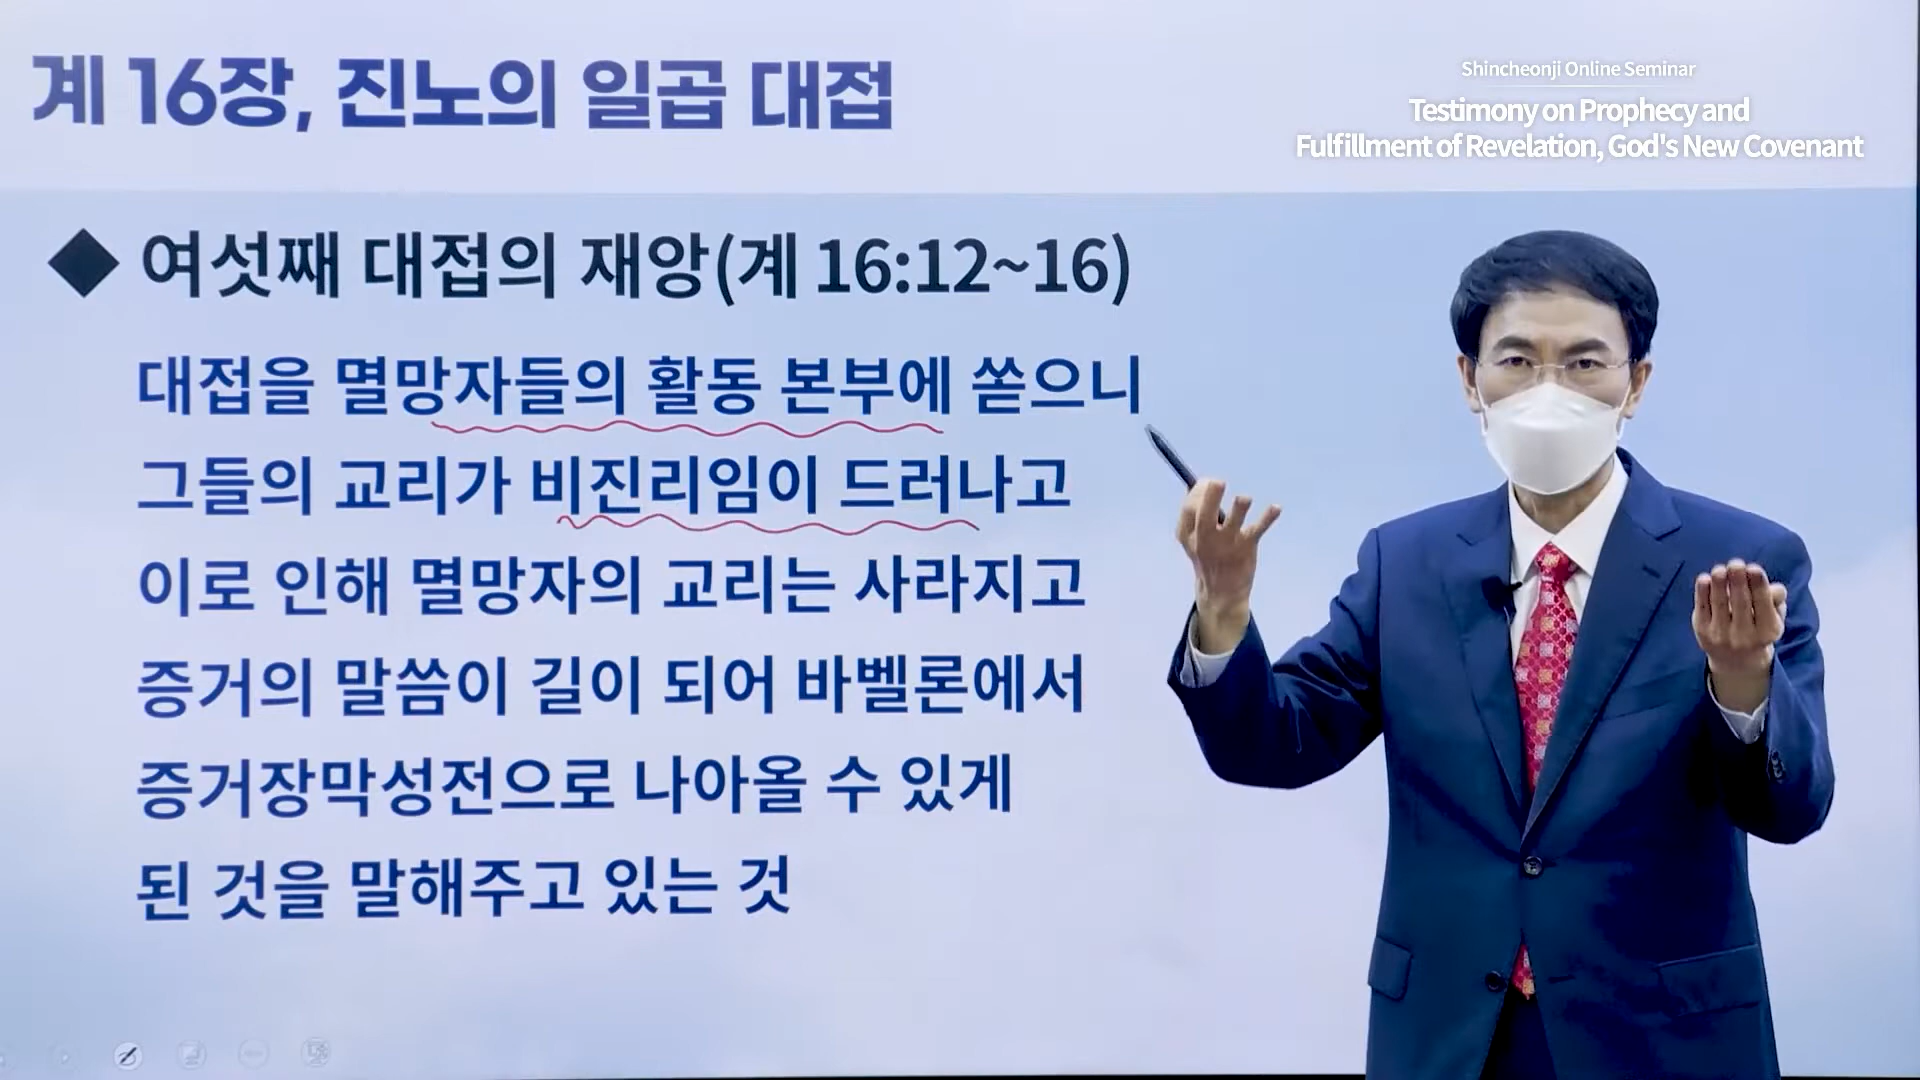 계 16장, 진노의 일곱 대접
Shincheonji Online Seminar
Testimony on Prophecy and
Fulfillment of Revelation, God's New Covenant
◆ 여섯째 대접의 재앙(계 16:12~16)
대접을 멸망자들의 활동 본부에 쏟으니
그들의 교리가 비진리임이 드러나고
이로 인해 멸망자의 교리는 사라지고
증거의 말씀이 길이 되어 바벨론에서
증거장막성전으로 나아올 수 있게
된 것을 말해주고 있는 것